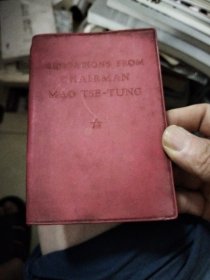 QUOTATIONS FROM
CHAIRMAN
MAO TSE-TUNG